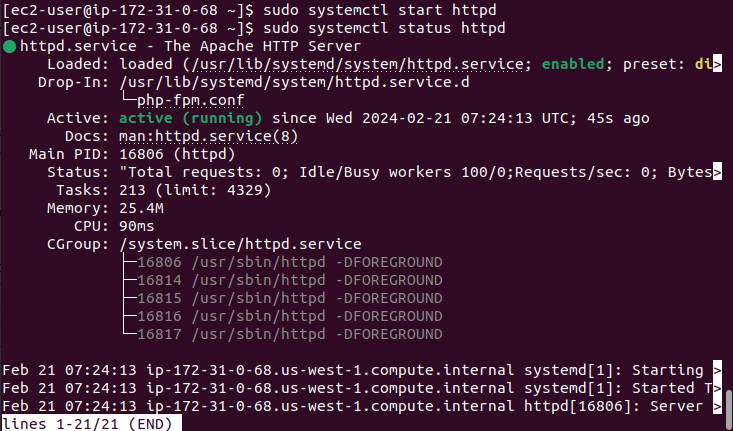 [ec2-user@ip-172-31-0-68 ~]$ sudo systemctl start httpd
[ec2-user@ip-172-31-0-68 ~]$ sudo systemctl status httpd
● httpd.service - The Apache HTTP Server
     Loaded: loaded (/usr/lib/systemd/system/httpd.service; enabled; preset: di>
    Drop-In: /usr/lib/systemd/system/httpd.service.d
             └─php-fpm.conf
     Active: active (running) since Wed 2024-02-21 07:24:13 UTC; 45s ago
       Docs: man:httpd.service(8)
   Main PID: 16806 (httpd)
     Status: "Total requests: 0; Idle/Busy workers 100/0;Requests/sec: 0; Bytes>
      Tasks: 213 (limit: 4329)
     Memory: 25.4M
        CPU: 90ms
     CGroup: /system.slice/httpd.service
             ├─16806 /usr/sbin/httpd -DFOREGROUND
             ├─16814 /usr/sbin/httpd -DFOREGROUND
             ├─16815 /usr/sbin/httpd -DFOREGROUND
             ├─16816 /usr/sbin/httpd -DFOREGROUND
             └─16817 /usr/sbin/httpd -DFOREGROUND

Feb 21 07:24:13 ip-172-31-0-68.us-west-1.compute.internal systemd[1]: Starting >
Feb 21 07:24:13 ip-172-31-0-68.us-west-1.compute.internal systemd[1]: Started T>
Feb 21 07:24:13 ip-172-31-0-68.us-west-1.compute.internal httpd[16806]: Server >
lines 1-21/21 (END)